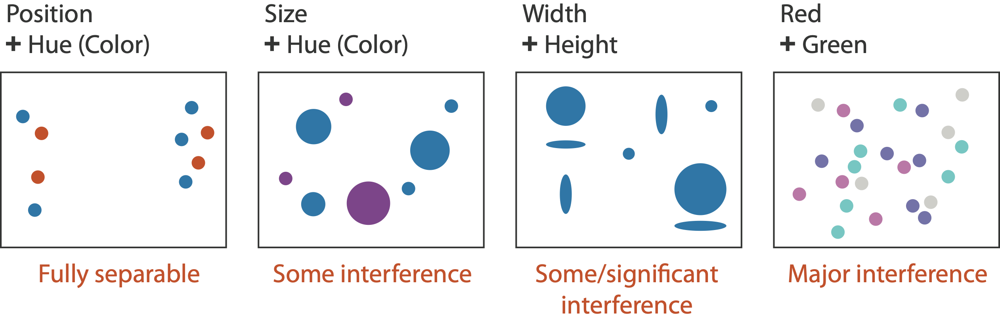 Position
+ Hue (Color)
Size
+ Hue (Color)
Width
+ Height
Red
+ Green
Fully separable
Some interference
Some/significant
interference
Major interference